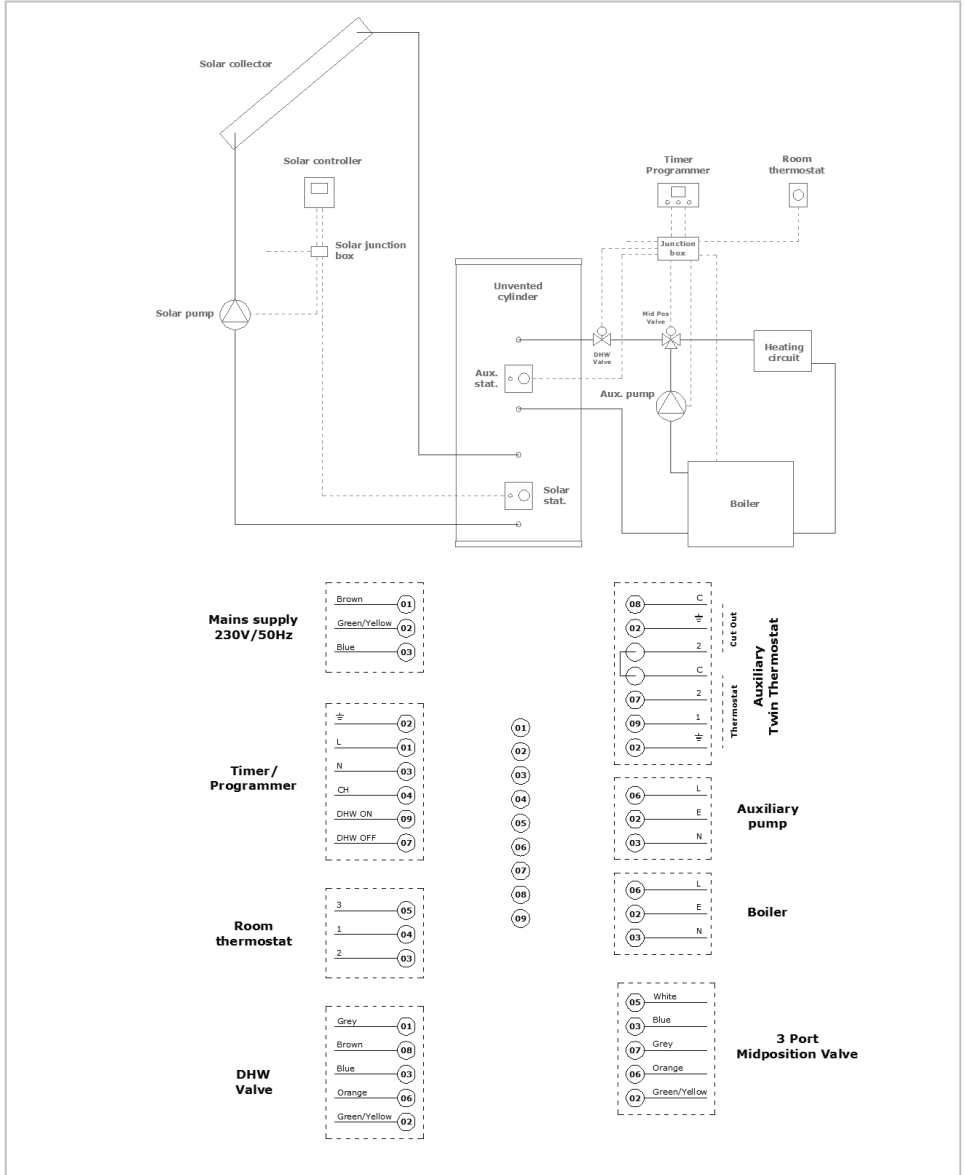 Solar collector
Solar controller
Timer
Programmer
Room
thermostat
Solar junction
box
Junction
box
Unvented
cylinder
Solar pump
Mid Pos
Valve
DHW
Valve
Heating
circuit
Aux.
stat.
Aux. pump
Solar
stat.
Boiler
Mains supply
230V/50Hz
Brown 01
Green/Yellow 02
Blue 03
Timer/
Programmer
02
L 01
N 03
CH 04
DHW ON 09
DHW OFF 07
Room
thermostat
3 05
1 04
2 03
DHW
Valve
Grey 01
Brown 08
Blue 03
Orange 06
Green/Yellow 02
01
02
03
04
05
06
07
08
09
08 C
02
2
C
07 2
09 1
02
Cut Out
Thermostat
Auxiliary
Twin Thermostat
06 L
02 E
03 N
Auxiliary
pump
06 L
02 E
03 N
Boiler
05 White
03 Blue
07 Grey
06 Orange
02 Green/Yellow
3 Port
Midposition Valve